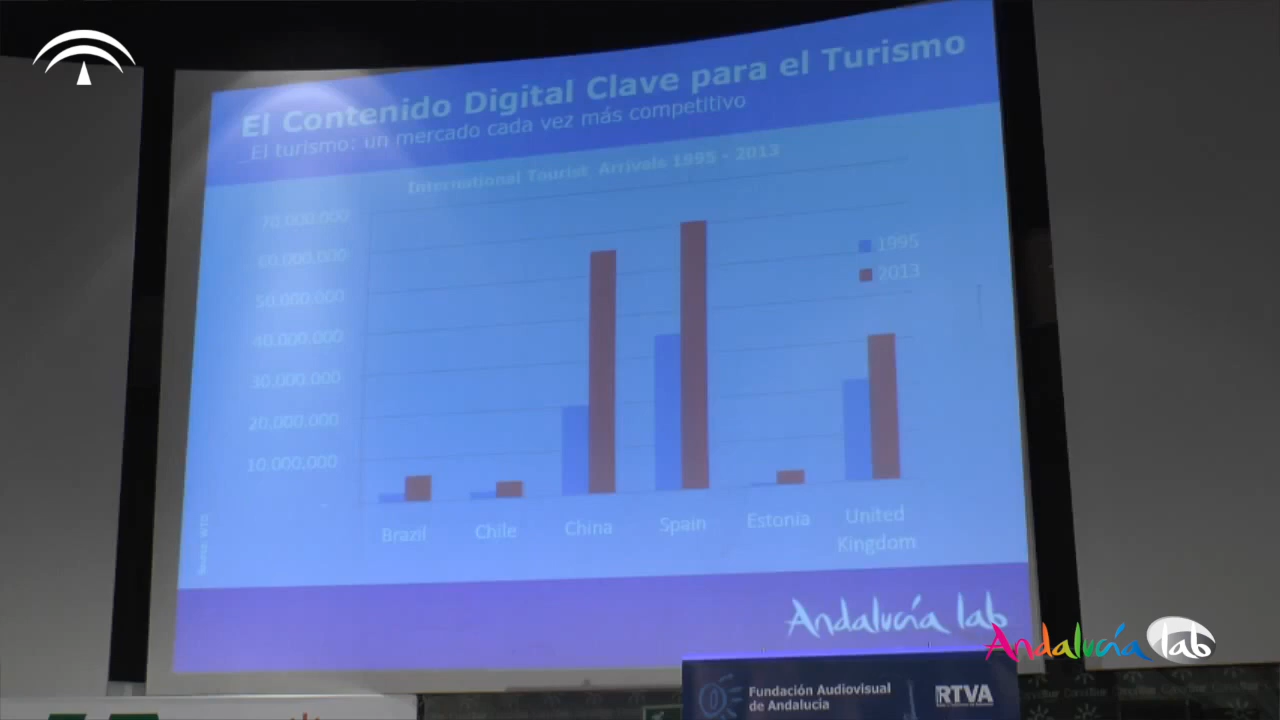 El Contenido Digital Clave para el Turismo
_El turismo: un mercado cada vez más competitivo
International Tourist Arrivals 1995 - 2013
70,000,000
60,000,000
50,000,000
40,000,000
30,000,000
20,000,000
10,000,000
-
1995
2013
Brazil
Chile
China
Spain
Estonia
United
Kingdom
Source: WTO
Andalucía lab
Andalucía lab
Fundación Audiovisual
de Andalucía
RTVA